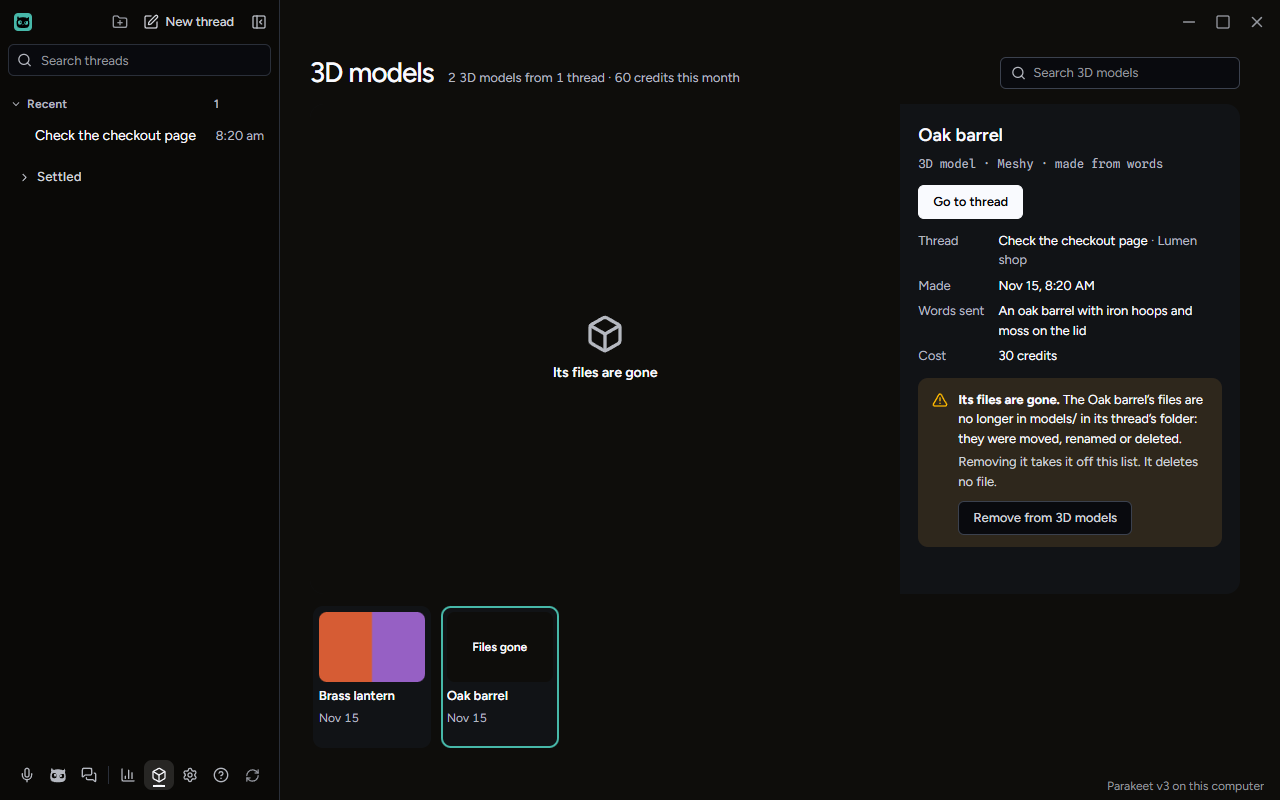 New thread
Search threads
Recent 1
Check the checkout page 8:20 am
Settled
3D models 2 3D models from 1 thread · 60 credits this month
Search 3D models
Its files are gone
Oak barrel
3D model · Meshy · made from words
Go to thread
Thread Check the checkout page · Lumen
shop
Made Nov 15, 8:20 AM
Words sent An oak barrel with iron hoops and
moss on the lid
Cost 30 credits
Its files are gone. The Oak barrel’s files are
no longer in models/ in its thread’s folder:
they were moved, renamed or deleted.
Removing it takes it off this list. It deletes
no file.
Remove from 3D models
Files gone
Brass lantern
Nov 15
Oak barrel
Nov 15
Parakeet v3 on this computer